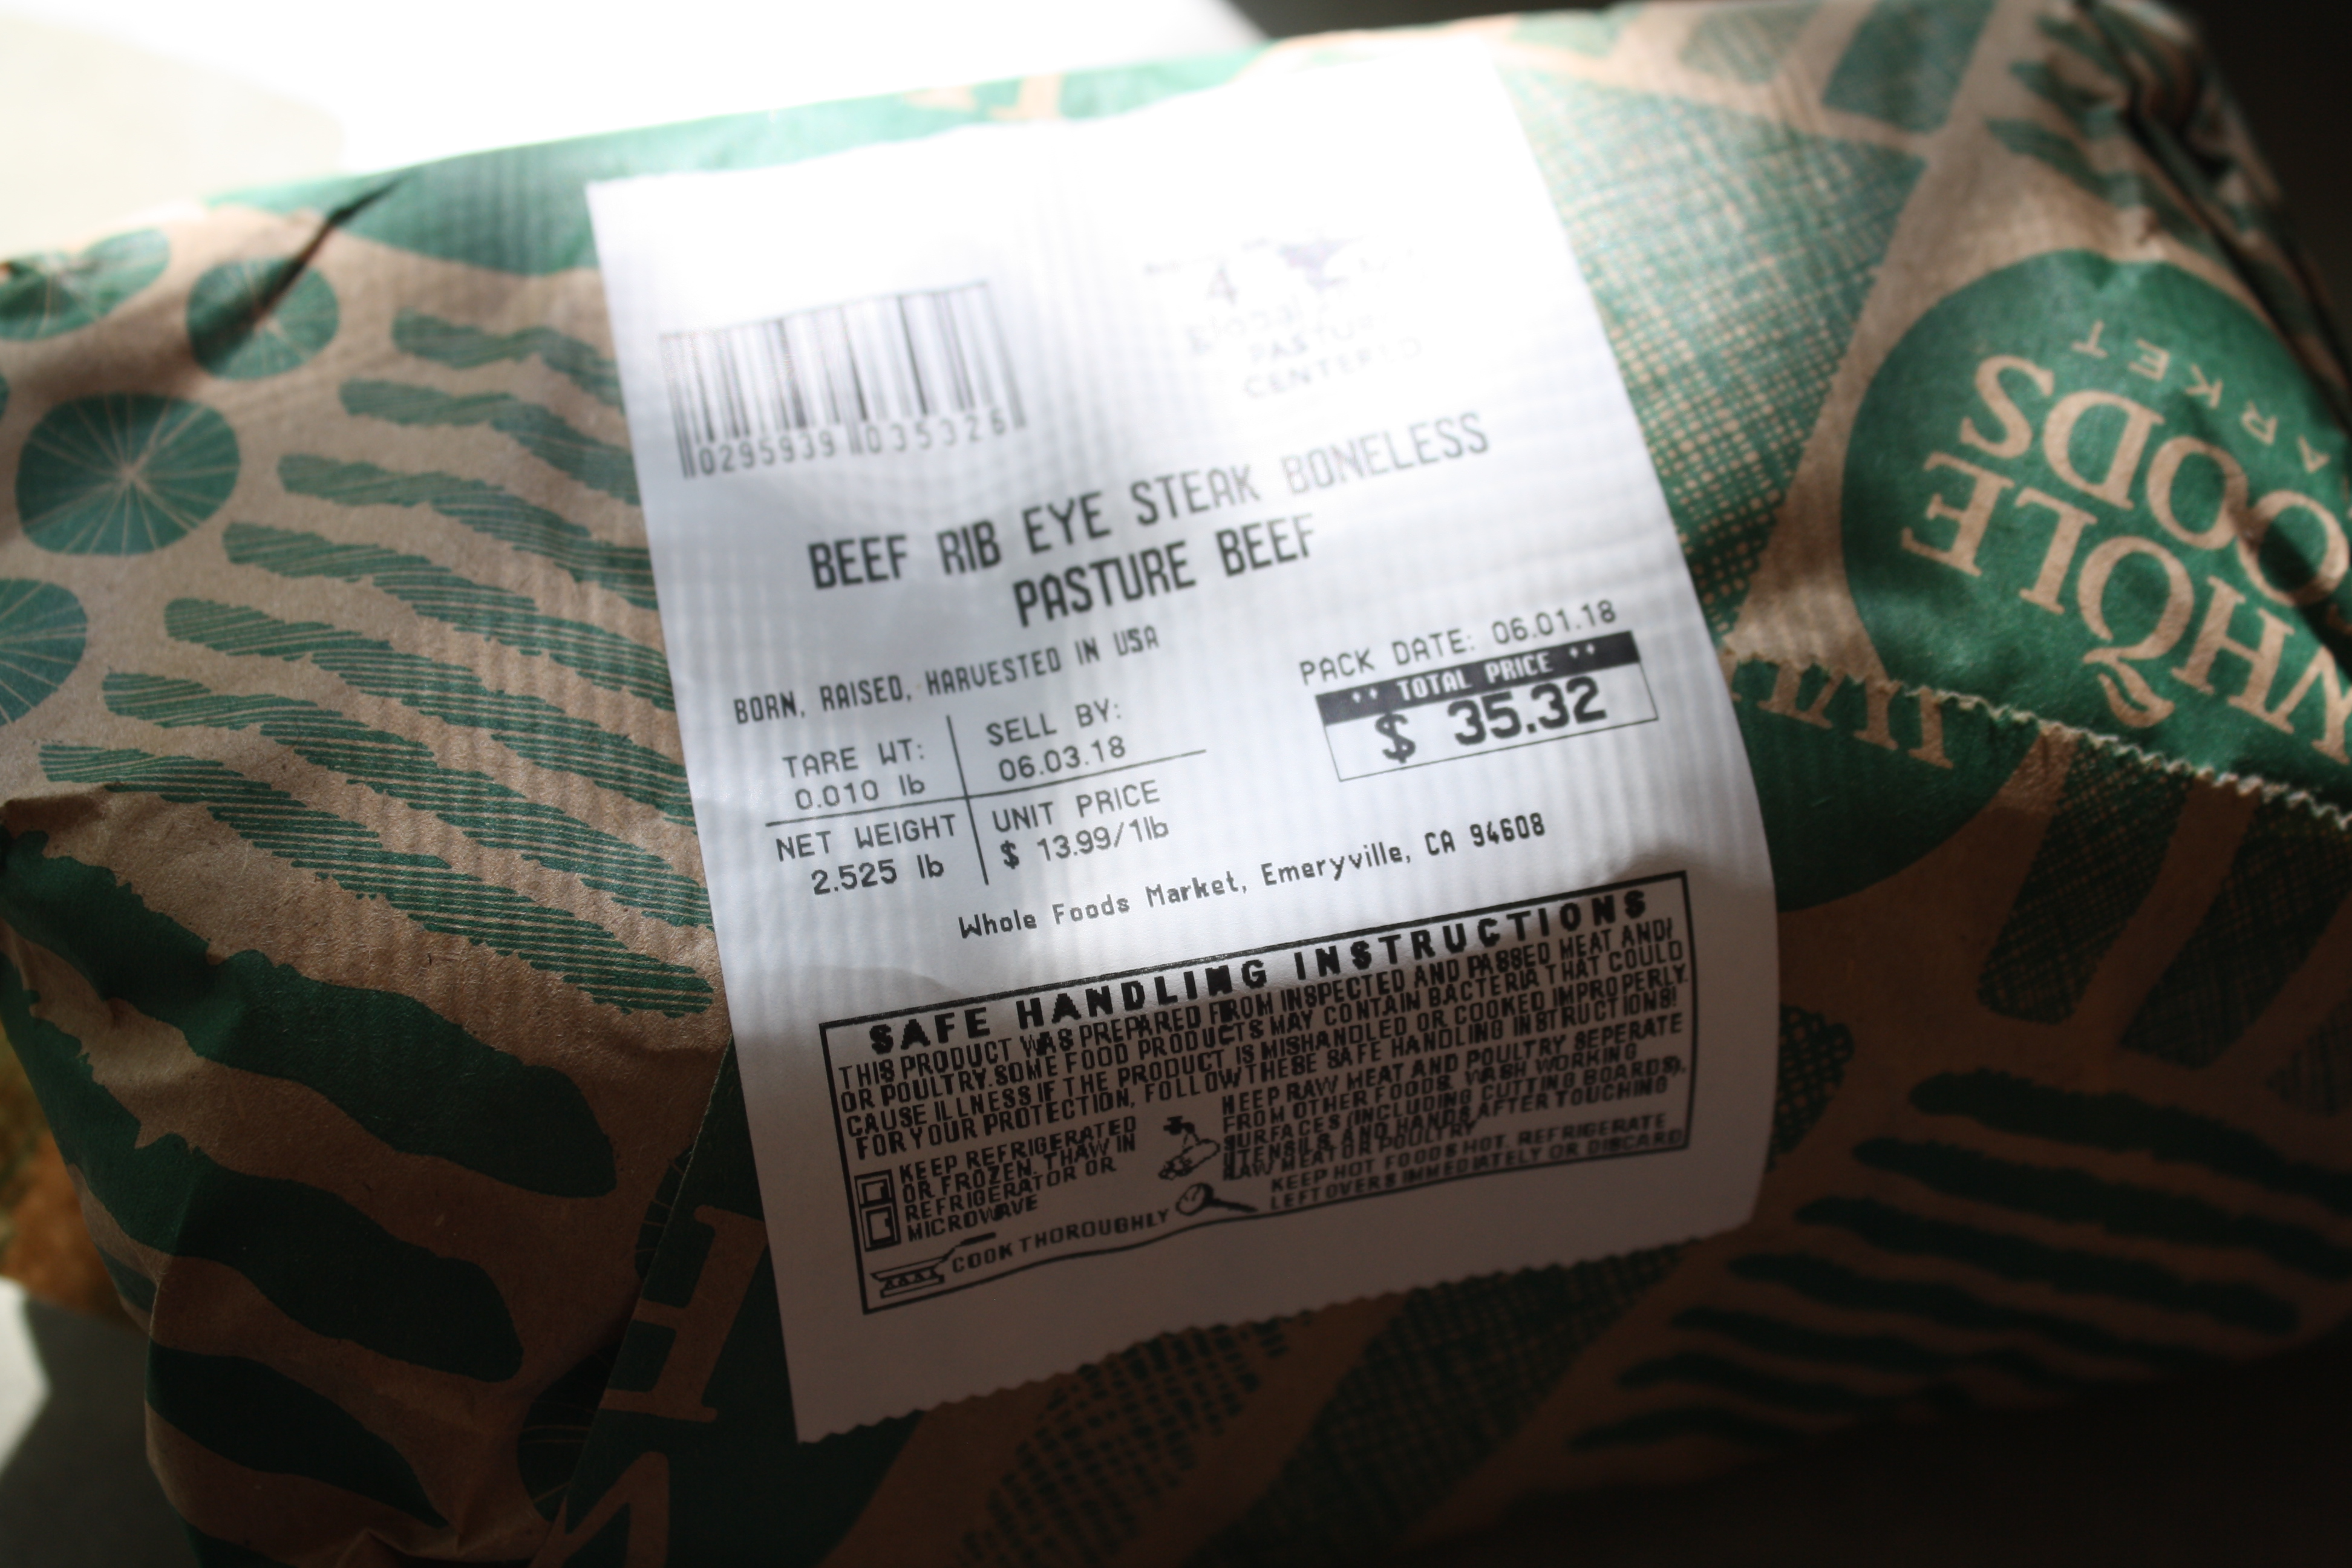 4
PASTURE
CENTERED
0295939 035326
BEEF RIB EYE STEAK BONELESS
PASTURE BEEF
BORN, RAISED, HARVESTED IN USA
PACK DATE: 06.01.18
** TOTAL PRICE **
$ 35.32
TARE WT:
0.010 lb
SELL BY:
06.03.18
NET WEIGHT
2.525 lb
UNIT PRICE
$ 13.99/1lb
Whole Foods Market, Emeryville, CA 94608
SAFE HANDLING INSTRUCTIONS
THIS PRODUCT WAS PREPARED FROM INSPECTED AND PASSED MEAT AND/
OR POULTRY.SOME FOOD PRODUCTS MAY CONTAIN BACTERIA THAT COULD
CAUSE ILLNESS IF THE PRODUCT IS MISHANDLED OR COOKED IMPROPERLY.
FOR YOUR PROTECTION, FOLLOW THESE SAFE HANDLING INSTRUCTIONS!
KEEP REFRIGERATED
OR FROZEN. THAW IN
REFRIGERATOR OR
MICROWAVE
KEEP RAW MEAT AND POULTRY SEPERATE
FROM OTHER FOODS. WASH WORKING
SURFACES (INCLUDING CUTTING BOARDS),
UTENSILS, AND HANDS AFTER TOUCHING
RAW MEAT OR POULTRY
COOK THOROUGHLY
KEEP HOT FOODS HOT. REFRIGERATE
LEFTOVERS IMMEDIATELY OR DISCARD
WHOLE
FOODS
MARKET